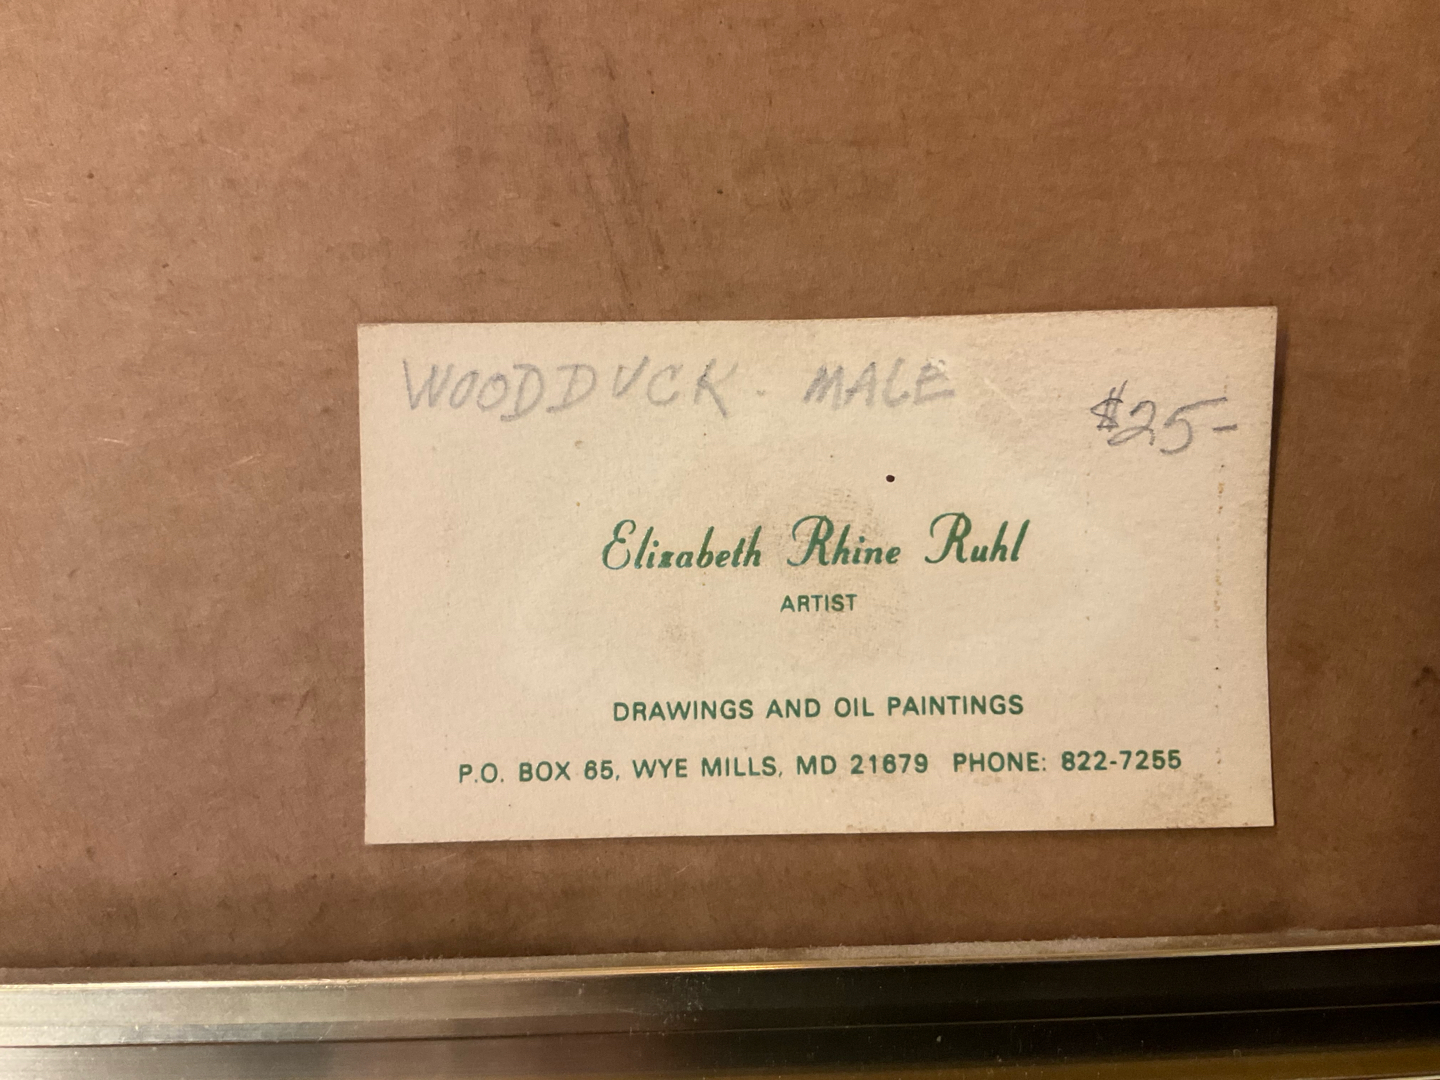 WOODDUCK. MALE
$25-
Elizabeth Rhine Ruhl
ARTIST
DRAWINGS AND OIL PAINTINGS
P.O. BOX 65, WYE MILLS, MD 21679 PHONE: 822-7255